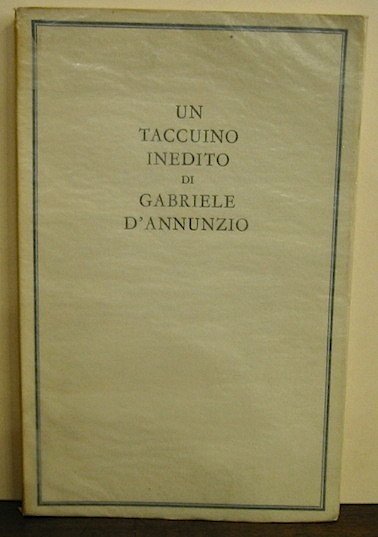 UN
TACCUINO
INEDITO
DI
GABRIELE
D'ANNUNZIO